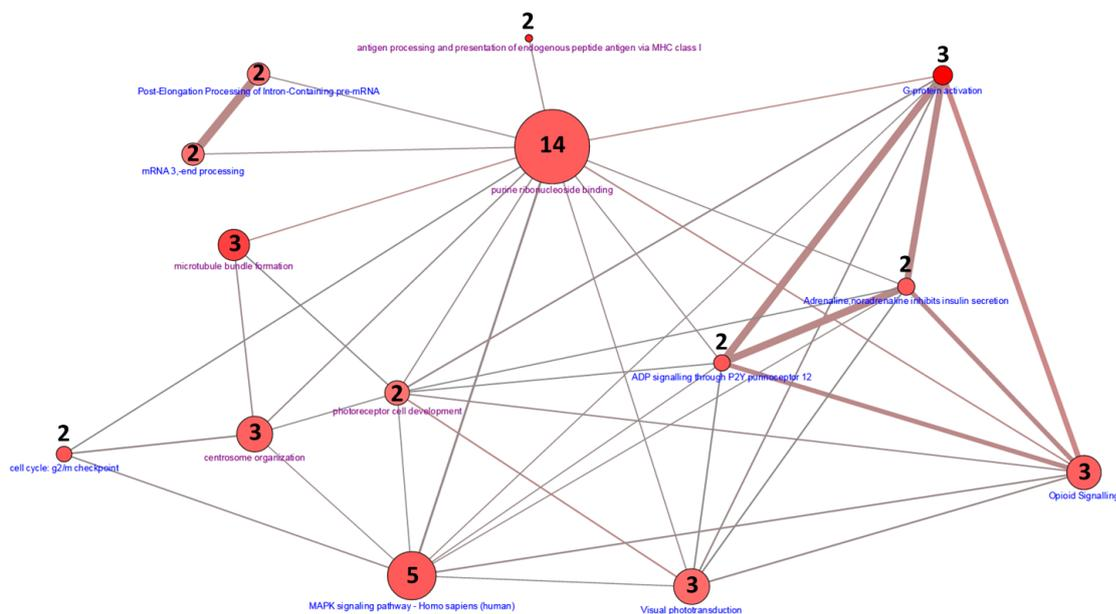 2
antigen processing and presentation of endogenous peptide antigen via MHC class I
3
G-protein activation
2
Post-Elongation Processing of Intron-Containing pre-mRNA
14
purine ribonucleoside binding
2
mRNA 3,-end processing
3
microtubule bundle formation
2
Adrenaline,noradrenaline inhibits insulin secretion
2
ADP signalling through P2Y purinoceptor 12
2
photoreceptor cell development
2
cell cycle: g2/m checkpoint
3
centrosome organization
3
Opioid Signalling
5
MAPK signaling pathway - Homo sapiens (human)
3
Visual phototransduction